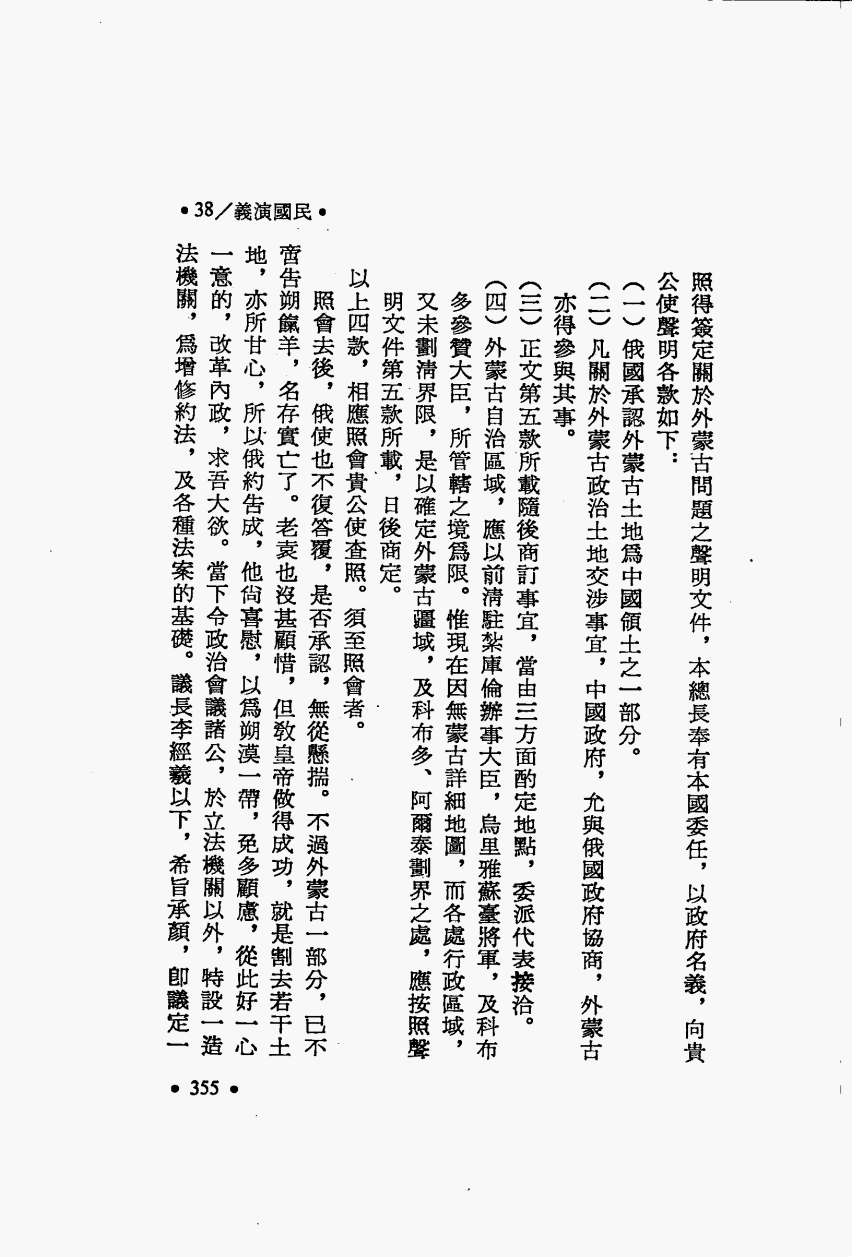 •38／義演國民•
照得簽定關於外蒙古問題之聲明文件，本總長奉有本國委任，以政府名義，向貴
公使聲明各款如下：
（一）俄國承認外蒙古土地爲中國領土之一部分。
（二）凡關於外蒙古政治土地交涉事宜，中國政府，允與俄國政府協商，外蒙古
亦得參與其事。
（三）正文第五款所載隨後商訂事宜，當由三方面酌定地點，委派代表接洽。
（四）外蒙古自治區域，應以前清駐紮庫倫辦事大臣，烏里雅蘇臺將軍，及科布
多參贊大臣，所管轄之境爲限。惟現在因無蒙古詳細地圖，而各處行政區域，
又未劃清界限，是以確定外蒙古疆域，及科布多、阿爾泰劃界之處，應按照聲
明文件第五款所載，日後商定。
以上四款，相應照會貴公使查照。須至照會者。
照會去後，俄使也不復答覆，是否承認，無從懸揣。不過外蒙古一部分，已不
啻告朔餼羊，名存實亡了。老袁也沒甚顧惜，但敎皇帝做得成功，就是割去若干土
地，亦所甘心，所以俄約告成，他尙喜慰，以爲朔漠一帶，免多顧慮，從此好一心
一意的，改革內政，求吾大欲。當下令政治會議諸公，於立法機關以外，特設一造
法機關，爲增修約法，及各種法案的基礎。議長李經羲以下，希旨承顏，卽議定一
•355•